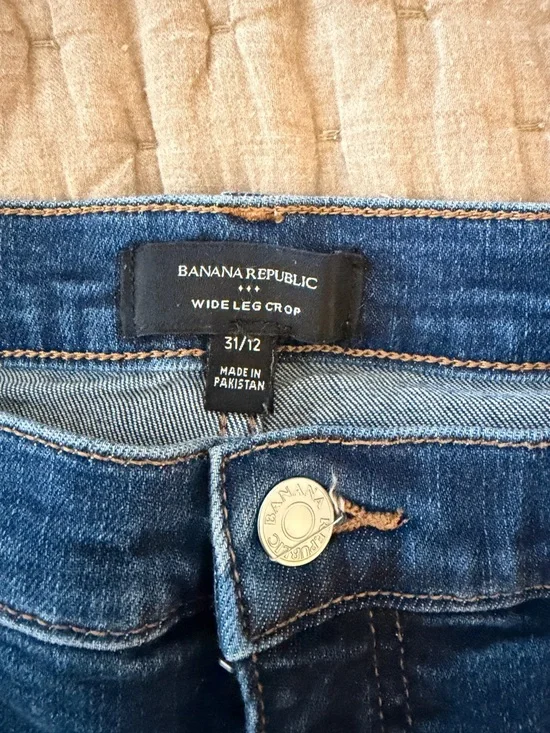 BANANA REPUBLIC
WIDE LEG CROP
31/12
MADE IN
PAKISTAN
BANANA REPUBLIC